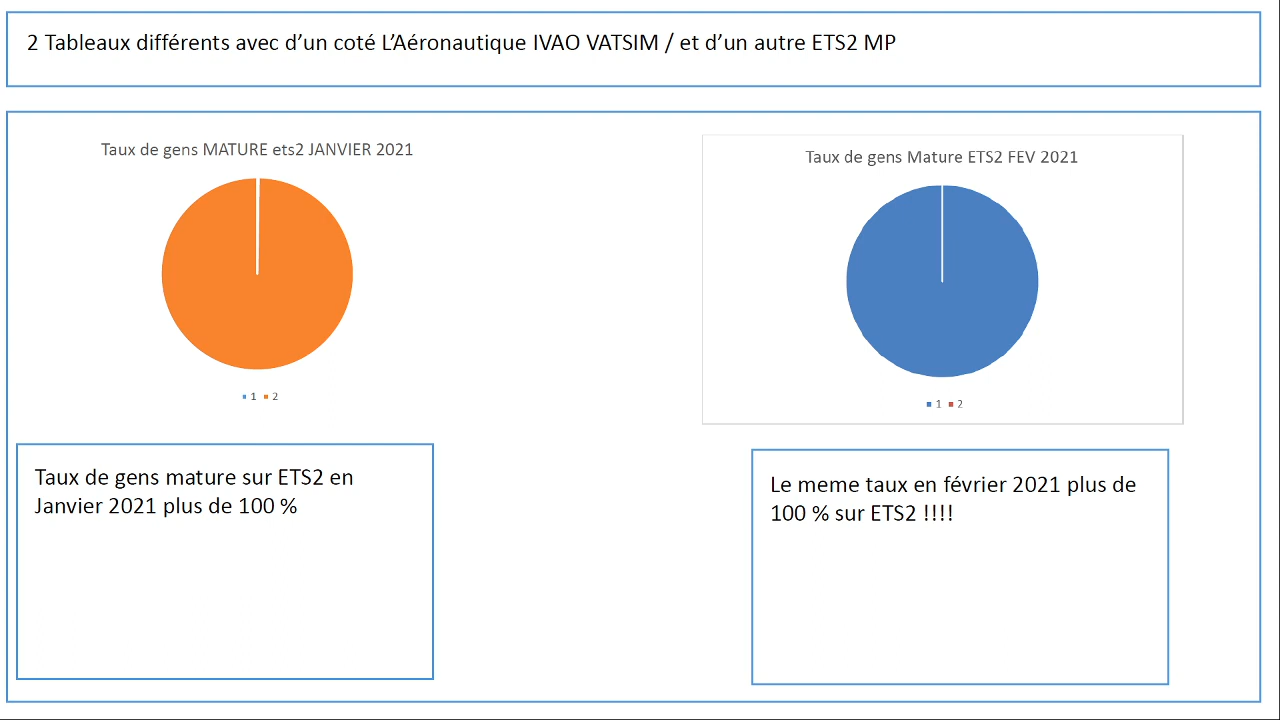 2 Tableaux différents avec d’un coté L’Aéronautique IVAO VATSIM / et d’un autre ETS2 MP
Taux de gens MATURE ets2 JANVIER 2021
1 2
Taux de gens mature sur ETS2 en
Janvier 2021 plus de 100 %
Taux de gens Mature ETS2 FEV 2021
1 2
Le meme taux en février 2021 plus de
100 % sur ETS2 !!!!